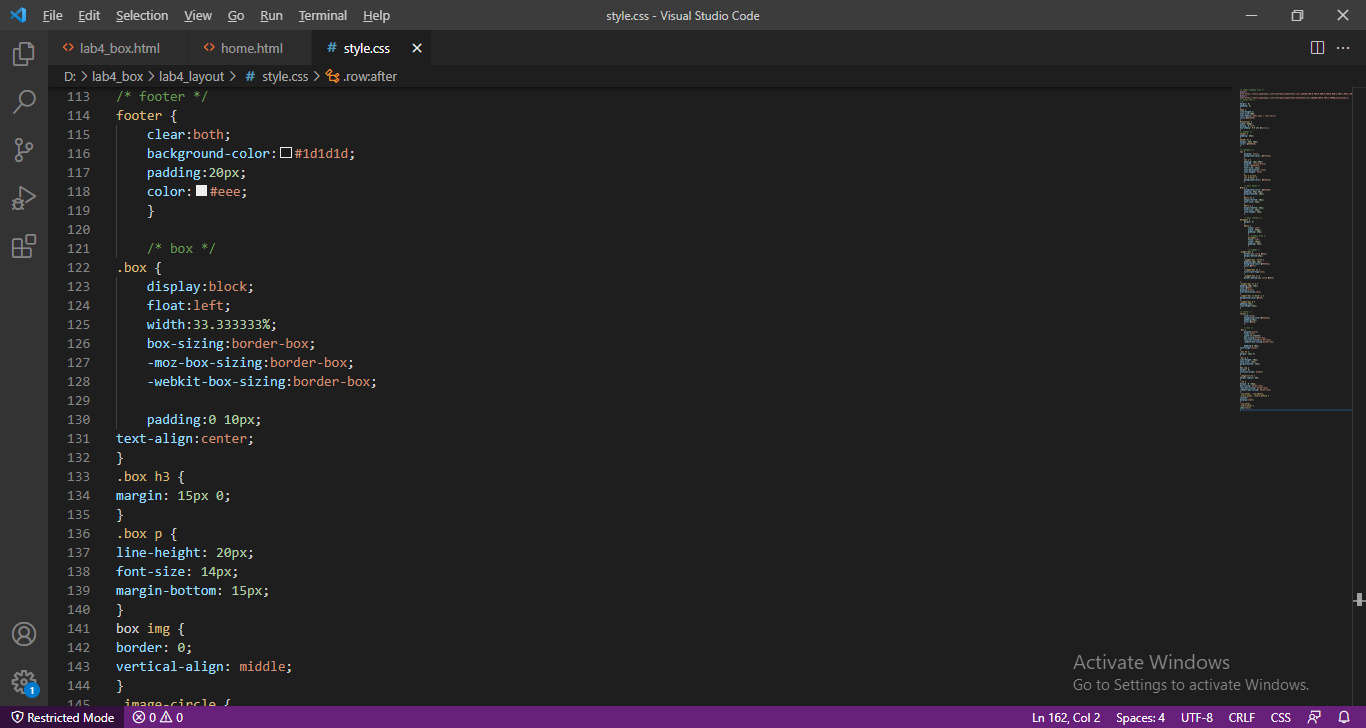 File Edit Selection View Go Run Terminal Help
style.css - Visual Studio Code
lab4_box.html
home.html
# style.css
D: > lab4_box > lab4_layout > # style.css > .row:after
113 /* footer */
114 footer {
115 clear:both;
116 background-color:#1d1d1d;
117 padding:20px;
118 color:#eee;
119 }
120
121 /* box */
122 .box {
123 display:block;
124 float:left;
125 width:33.333333%;
126 box-sizing:border-box;
127 -moz-box-sizing:border-box;
128 -webkit-box-sizing:border-box;
129
130 padding:0 10px;
131 text-align:center;
132 }
133 .box h3 {
134 margin: 15px 0;
135 }
136 .box p {
137 line-height: 20px;
138 font-size: 14px;
139 margin-bottom: 15px;
140 }
141 box img {
142 border: 0;
143 vertical-align: middle;
144 }
145 .image-circle {
Activate Windows
Go to Settings to activate Windows.
1
Restricted Mode 0 0
Ln 162, Col 2 Spaces: 4 UTF-8 CRLF CSS